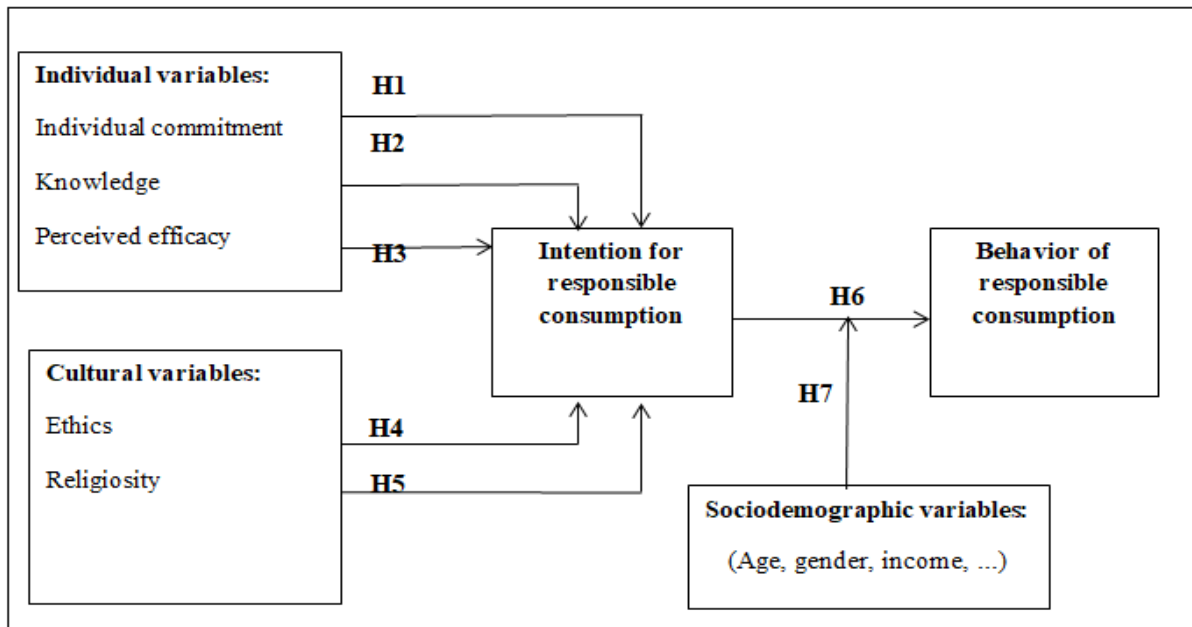 Individual variables:
Individual commitment
Knowledge
Perceived efficacy
H1
H2
H3
Intention for
responsible
consumption
H6
Behavior of
responsible
consumption
Cultural variables:
Ethics
Religiosity
H4
H5
H7
Sociodemographic variables:
(Age, gender, income, ...)